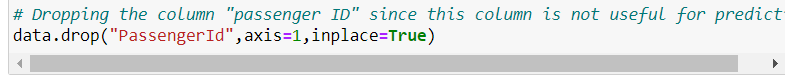 # Dropping the column "passenger ID" since this column is not useful for predict
data.drop("PassengerId",axis=1,inplace=True)